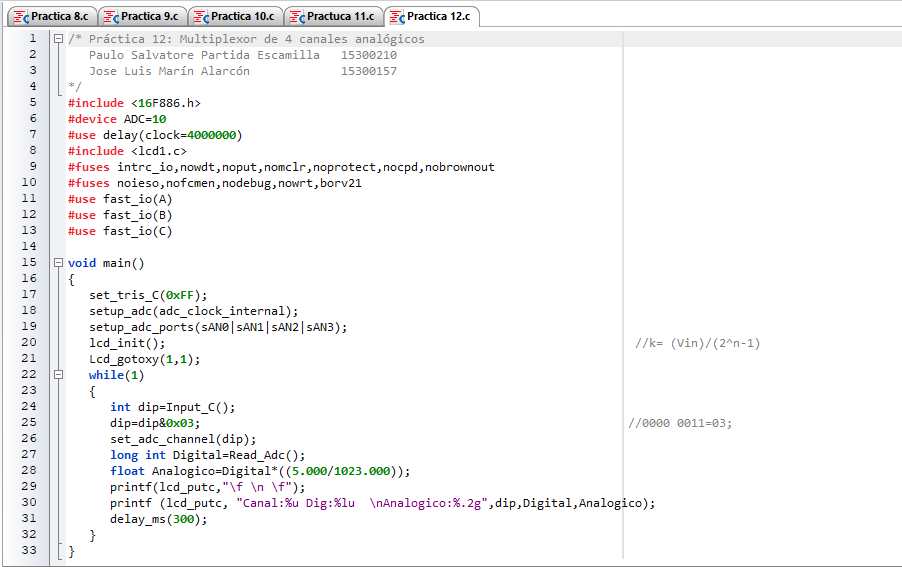 Practica 8.c Practica 9.c Practica 10.c Practuca 11.c Practica 12.c
1 /* Práctica 12: Multiplexor de 4 canales analógicos
2 Paulo Salvatore Partida Escamilla 15300210
3 Jose Luis Marín Alarcón 15300157
4 */
5 #include <16F886.h>
6 #device ADC=10
7 #use delay(clock=4000000)
8 #include <lcd1.c>
9 #fuses intrc_io,nowdt,noput,nomclr,noprotect,nocpd,nobrownout
10 #fuses noieso,nofcmen,nodebug,nowrt,borv21
11 #use fast_io(A)
12 #use fast_io(B)
13 #use fast_io(C)
14
15 void main()
16 {
17 set_tris_C(0xFF);
18 setup_adc(adc_clock_internal);
19 setup_adc_ports(sAN0|sAN1|sAN2|sAN3);
20 lcd_init(); //k= (Vin)/(2^n-1)
21 Lcd_gotoxy(1,1);
22 while(1)
23 {
24 int dip=Input_C();
25 dip=dip&0x03; //0000 0011=03;
26 set_adc_channel(dip);
27 long int Digital=Read_Adc();
28 float Analogico=Digital*((5.000/1023.000));
29 printf(lcd_putc,"\f \n \f");
30 printf (lcd_putc, "Canal:%u Dig:%lu  \nAnalogico:%.2g",dip,Digital,Analogico);
31 delay_ms(300);
32 }
33 }